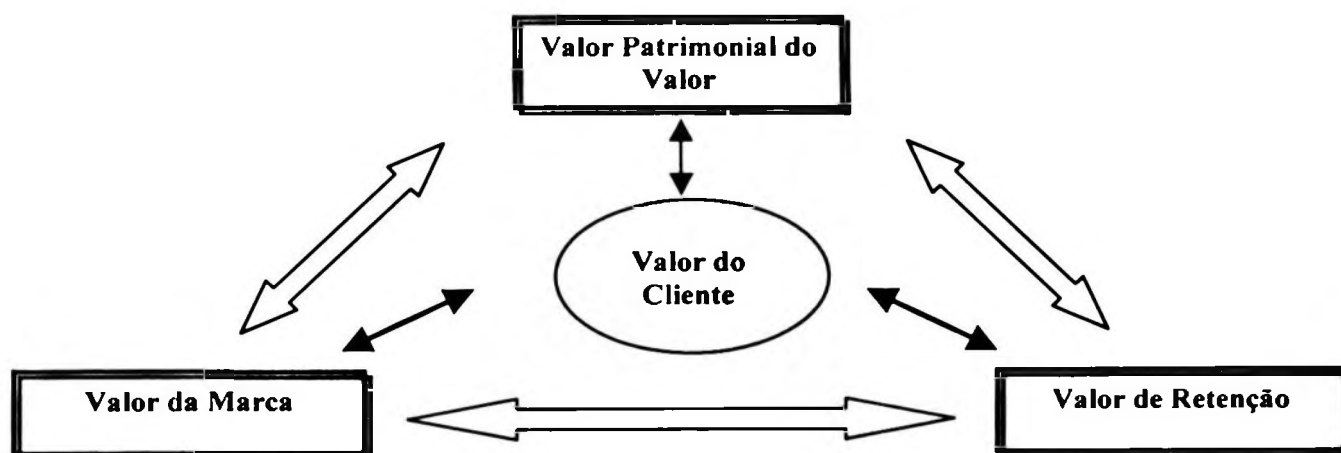 Valor Patrimonial do
Valor
Valor do
Cliente
Valor da Marca
Valor de Retenção